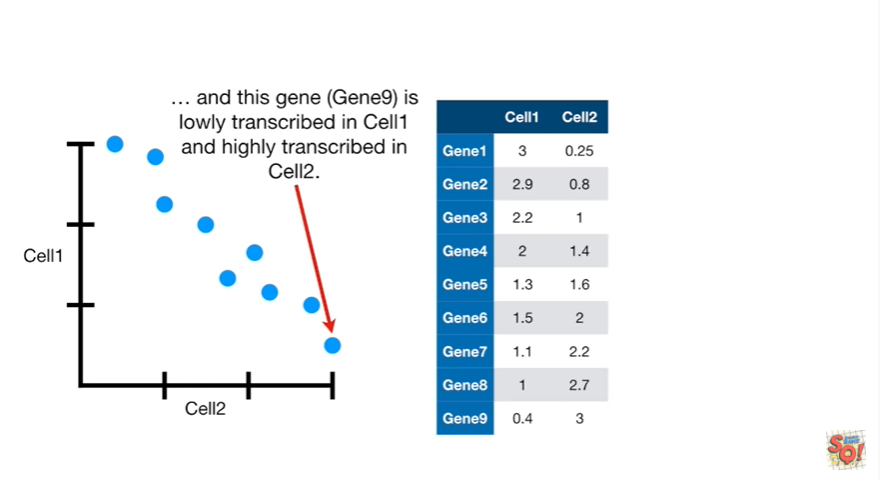 … and this gene (Gene9) is
lowly transcribed in Cell1
and highly transcribed in
Cell2.
Cell1
Cell2
Cell1 Cell2
Gene1 3 0.25
Gene2 2.9 0.8
Gene3 2.2 1
Gene4 2 1.4
Gene5 1.3 1.6
Gene6 1.5 2
Gene7 1.1 2.2
Gene8 1 2.7
Gene9 0.4 3
SQ!